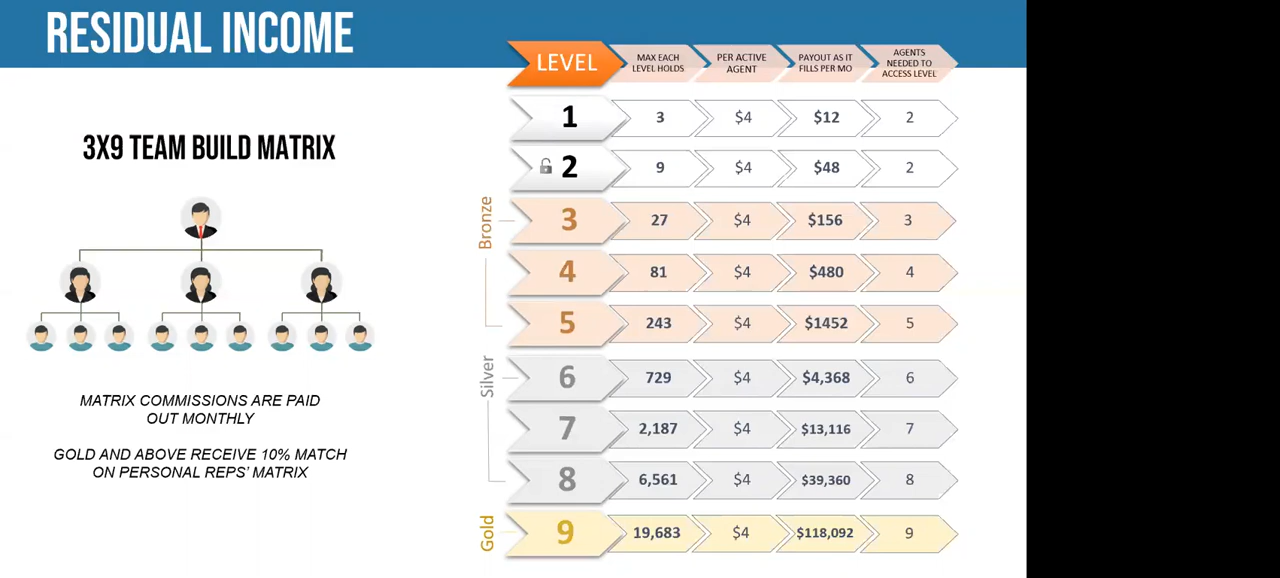 RESIDUAL INCOME
3X9 TEAM BUILD MATRIX
MATRIX COMMISSIONS ARE PAID
OUT MONTHLY
GOLD AND ABOVE RECEIVE 10% MATCH
ON PERSONAL REPS' MATRIX
LEVEL
MAX EACH
LEVEL HOLDS
PER ACTIVE
AGENT
PAYOUT AS IT
FILLS PER MO
AGENTS
NEEDED TO
ACCESS LEVEL
1 3 $4 $12 2
2 9 $4 $48 2
Bronze
3 27 $4 $156 3
4 81 $4 $480 4
5 243 $4 $1452 5
Silver
6 729 $4 $4,368 6
7 2,187 $4 $13,116 7
8 6,561 $4 $39,360 8
Gold
9 19,683 $4 $118,092 9